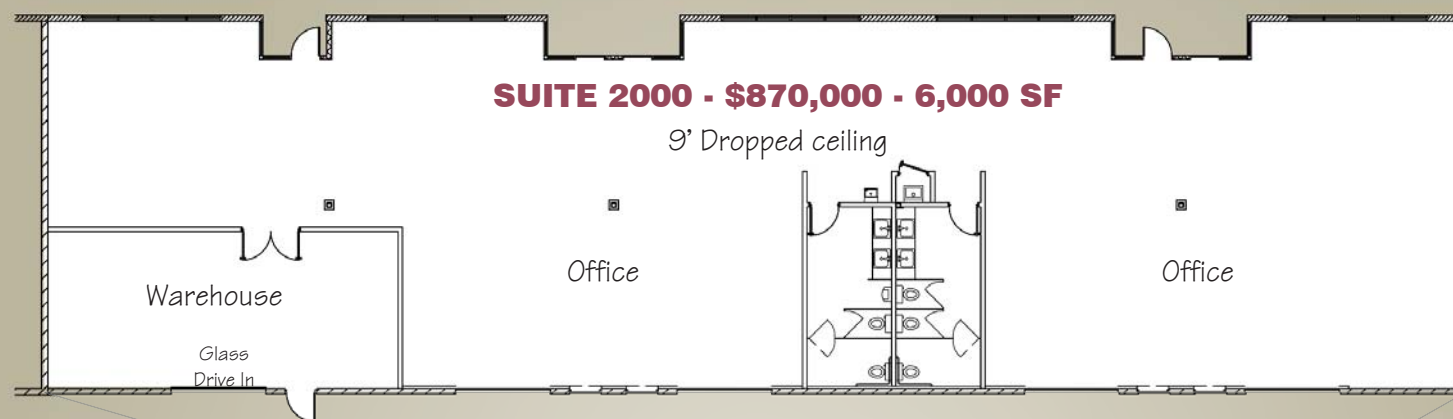 SUITE 2000 - $870,000 - 6,000 SF
9' Dropped ceiling
Office
Office
Warehouse
Glass
Drive In